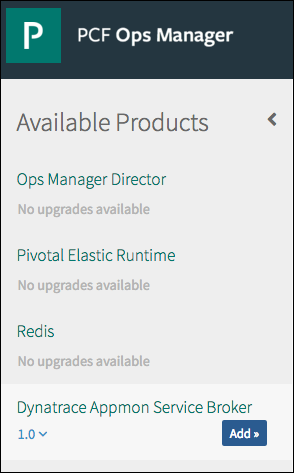 P PCF Ops Manager
Available Products
Ops Manager Director
No upgrades available
Pivotal Elastic Runtime
No upgrades available
Redis
No upgrades available
Dynatrace Appmon Service Broker
1.0 Add »